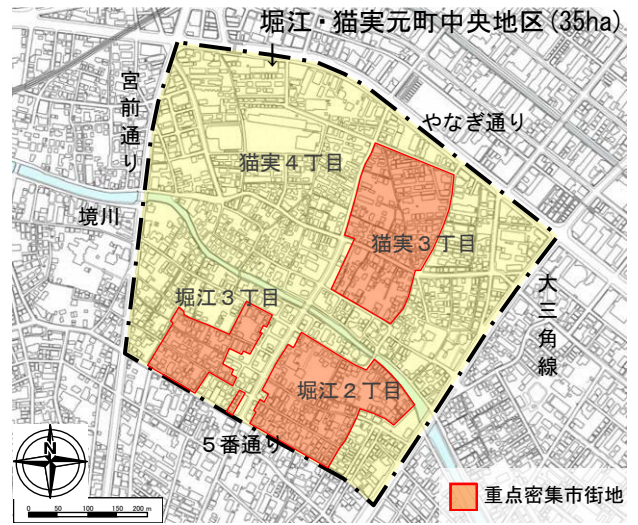 堀江・猫実元町中央地区(35ha)
↓
宮前通り
やなぎ通り
猫実4丁目
境川
猫実3丁目
堀江3丁目
大三角線
堀江2丁目
5番通り
N
重点密集市街地
0 50 100 150 200 m